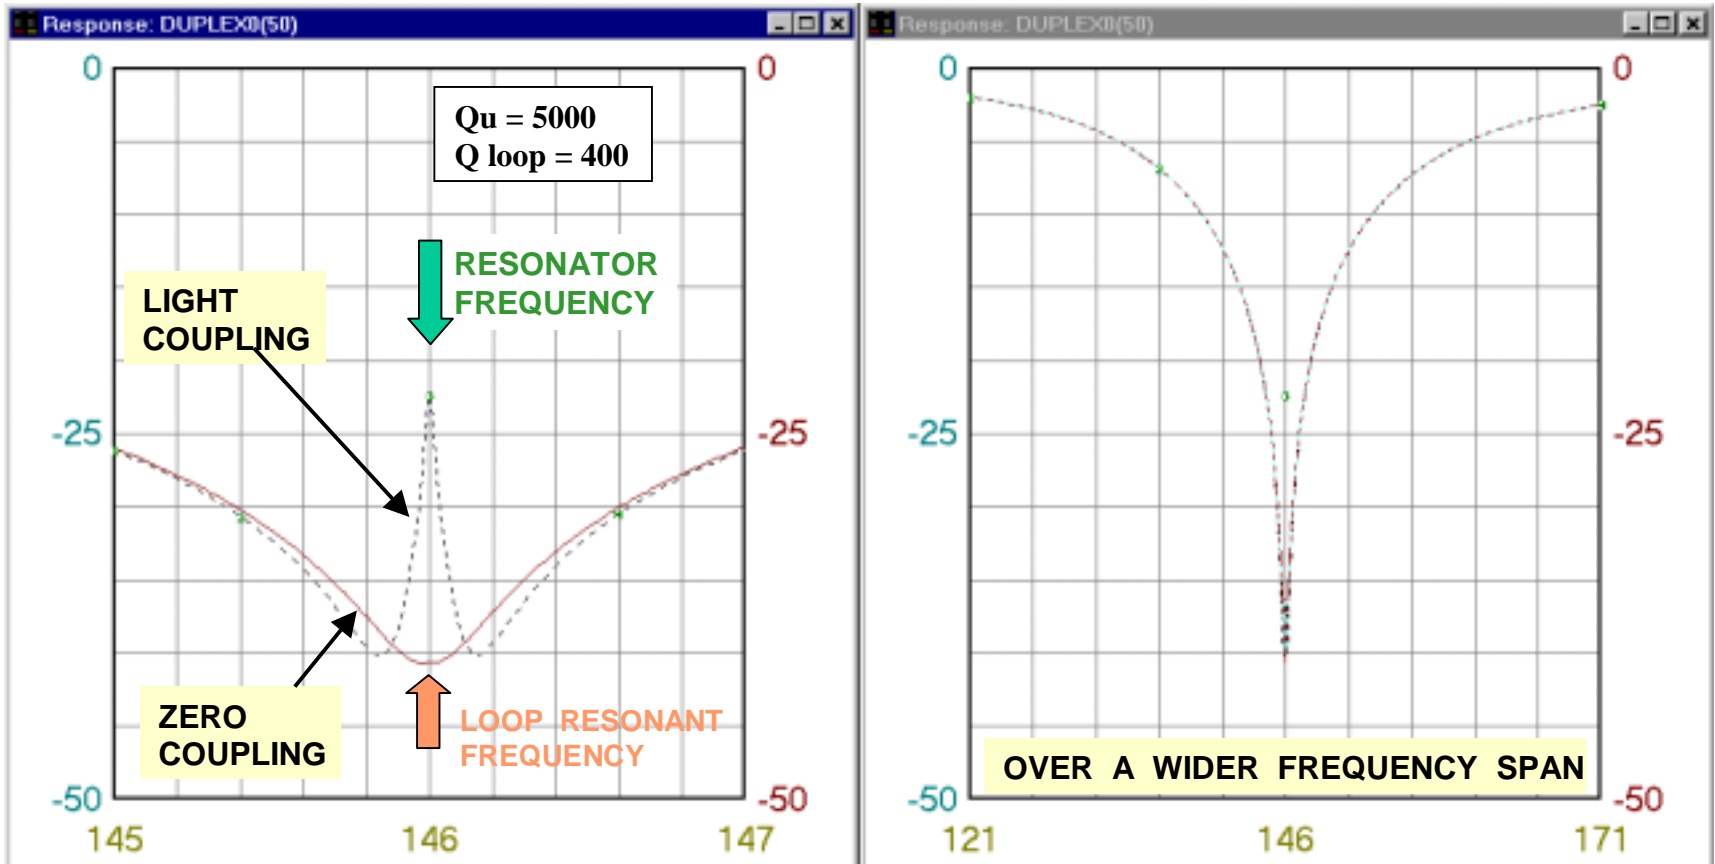 Response: DUPLEX0(50)
0
0
Qu = 5000
Q loop = 400
RESONATOR
FREQUENCY
LIGHT
COUPLING
-25
-25
ZERO
COUPLING
LOOP RESONANT
FREQUENCY
-50
-50
145
146
147
Response: DUPLEX0(50)
0
0
-25
-25
OVER A WIDER FREQUENCY SPAN
-50
-50
121
146
171